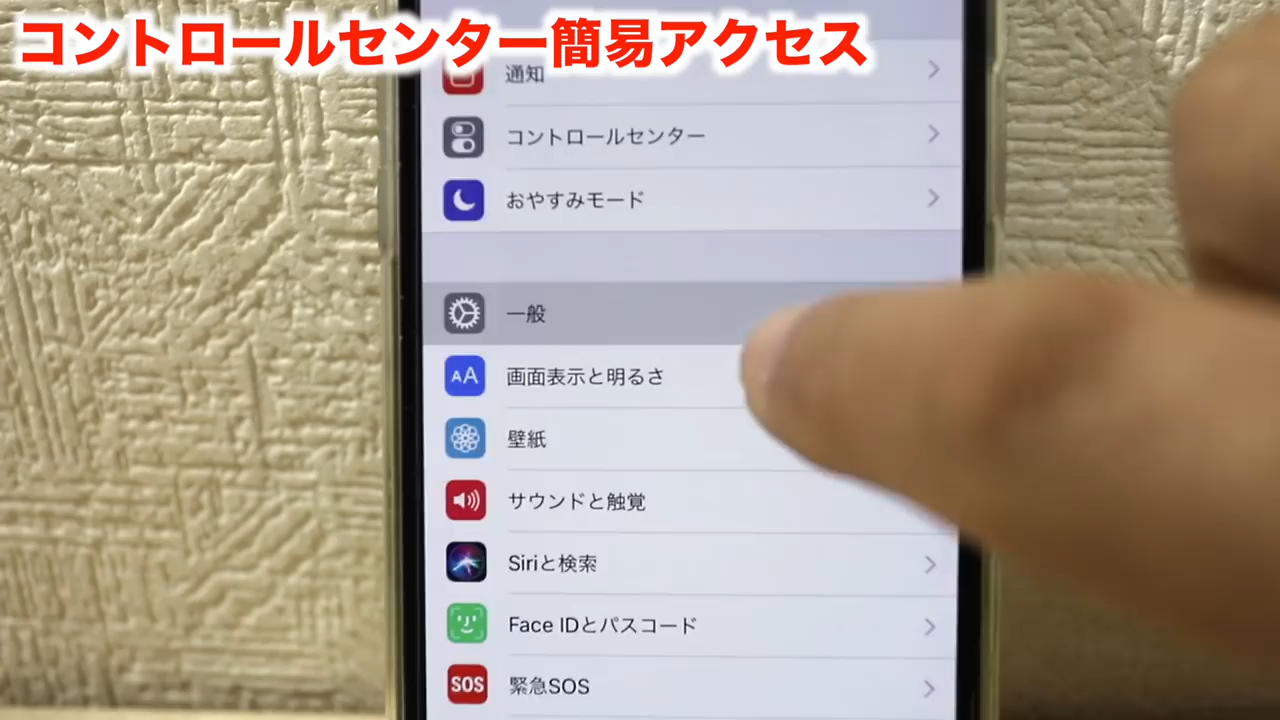 コントロールセンター簡易アクセス
通知
コントロールセンター
おやすみモード
一般
AA 画面表示と明るさ
壁紙
サウンドと触覚
Siriと検索
Face IDとパスコード
SOS 緊急SOS